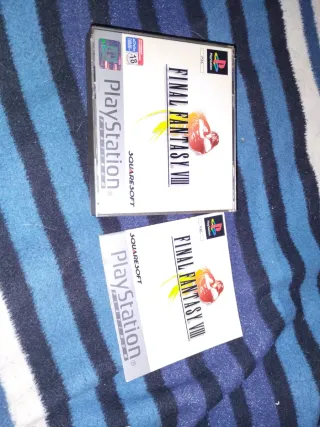 PlayStation
FINAL FANTASY VIII
SQUARESOFT
18
PlayStation
FINAL FANTASY VIII
SQUARESOFT